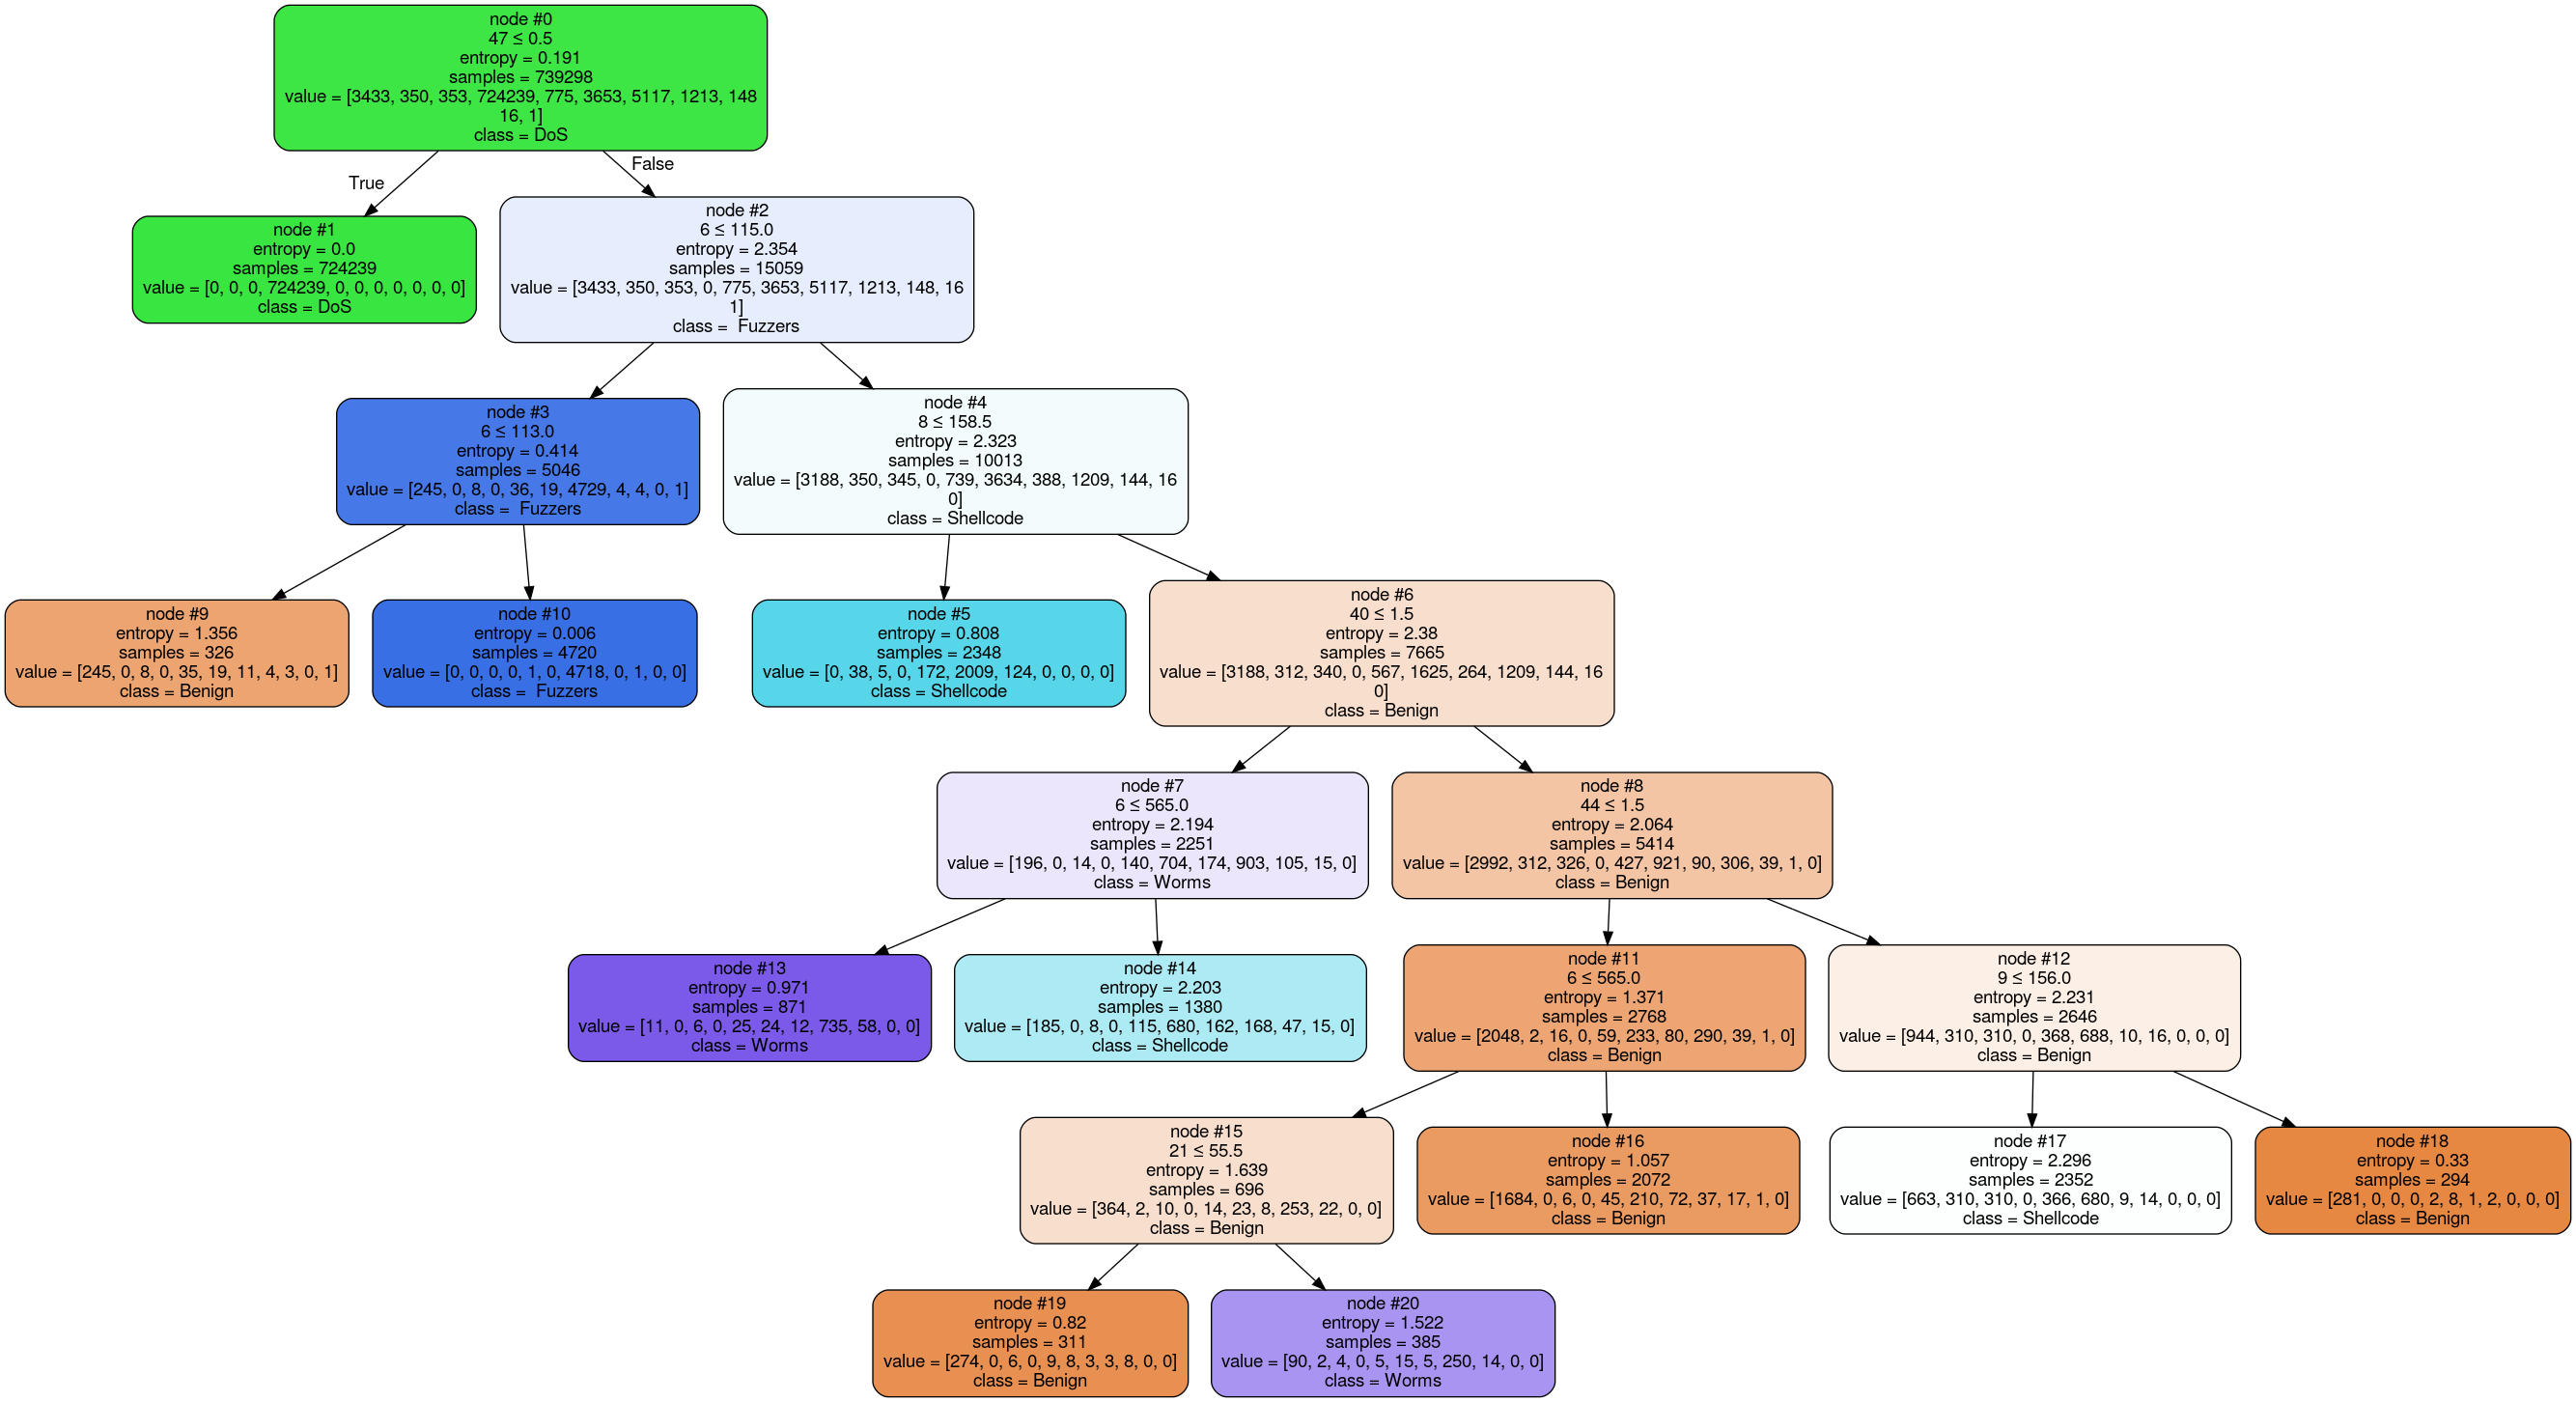 node #0
47 ≤ 0.5
entropy = 0.191
samples = 739298
value = [3433, 350, 353, 724239, 775, 3653, 5117, 1213, 148
16, 1]
class = DoS
True
False
node #1
entropy = 0.0
samples = 724239
value = [0, 0, 0, 724239, 0, 0, 0, 0, 0, 0, 0]
class = DoS
node #2
6 ≤ 115.0
entropy = 2.354
samples = 15059
value = [3433, 350, 353, 0, 775, 3653, 5117, 1213, 148, 16
1]
class = Fuzzers
node #3
6 ≤ 113.0
entropy = 0.414
samples = 5046
value = [245, 0, 8, 0, 36, 19, 4729, 4, 4, 0, 1]
class = Fuzzers
node #4
8 ≤ 158.5
entropy = 2.323
samples = 10013
value = [3188, 350, 345, 0, 739, 3634, 388, 1209, 144, 16
0]
class = Shellcode
node #9
entropy = 1.356
samples = 326
value = [245, 0, 8, 0, 35, 19, 11, 4, 3, 0, 1]
class = Benign
node #10
entropy = 0.006
samples = 4720
value = [0, 0, 0, 0, 1, 0, 4718, 0, 1, 0, 0]
class = Fuzzers
node #5
entropy = 0.808
samples = 2348
value = [0, 38, 5, 0, 172, 2009, 124, 0, 0, 0, 0]
class = Shellcode
node #6
40 ≤ 1.5
entropy = 2.38
samples = 7665
value = [3188, 312, 340, 0, 567, 1625, 264, 1209, 144, 16
0]
class = Benign
node #7
6 ≤ 565.0
entropy = 2.194
samples = 2251
value = [196, 0, 14, 0, 140, 704, 174, 903, 105, 15, 0]
class = Worms
node #8
44 ≤ 1.5
entropy = 2.064
samples = 5414
value = [2992, 312, 326, 0, 427, 921, 90, 306, 39, 1, 0]
class = Benign
node #13
entropy = 0.971
samples = 871
value = [11, 0, 6, 0, 25, 24, 12, 735, 58, 0, 0]
class = Worms
node #14
entropy = 2.203
samples = 1380
value = [185, 0, 8, 0, 115, 680, 162, 168, 47, 15, 0]
class = Shellcode
node #11
6 ≤ 565.0
entropy = 1.371
samples = 2768
value = [2048, 2, 16, 0, 59, 233, 80, 290, 39, 1, 0]
class = Benign
node #12
9 ≤ 156.0
entropy = 2.231
samples = 2646
value = [944, 310, 310, 0, 368, 688, 10, 16, 0, 0, 0]
class = Benign
node #15
21 ≤ 55.5
entropy = 1.639
samples = 696
value = [364, 2, 10, 0, 14, 23, 8, 253, 22, 0, 0]
class = Benign
node #16
entropy = 1.057
samples = 2072
value = [1684, 0, 6, 0, 45, 210, 72, 37, 17, 1, 0]
class = Benign
node #17
entropy = 2.296
samples = 2352
value = [663, 310, 310, 0, 366, 680, 9, 14, 0, 0, 0]
class = Shellcode
node #18
entropy = 0.33
samples = 294
value = [281, 0, 0, 0, 2, 8, 1, 2, 0, 0, 0]
class = Benign
node #19
entropy = 0.82
samples = 311
value = [274, 0, 6, 0, 9, 8, 3, 3, 8, 0, 0]
class = Benign
node #20
entropy = 1.522
samples = 385
value = [90, 2, 4, 0, 5, 15, 5, 250, 14, 0, 0]
class = Worms